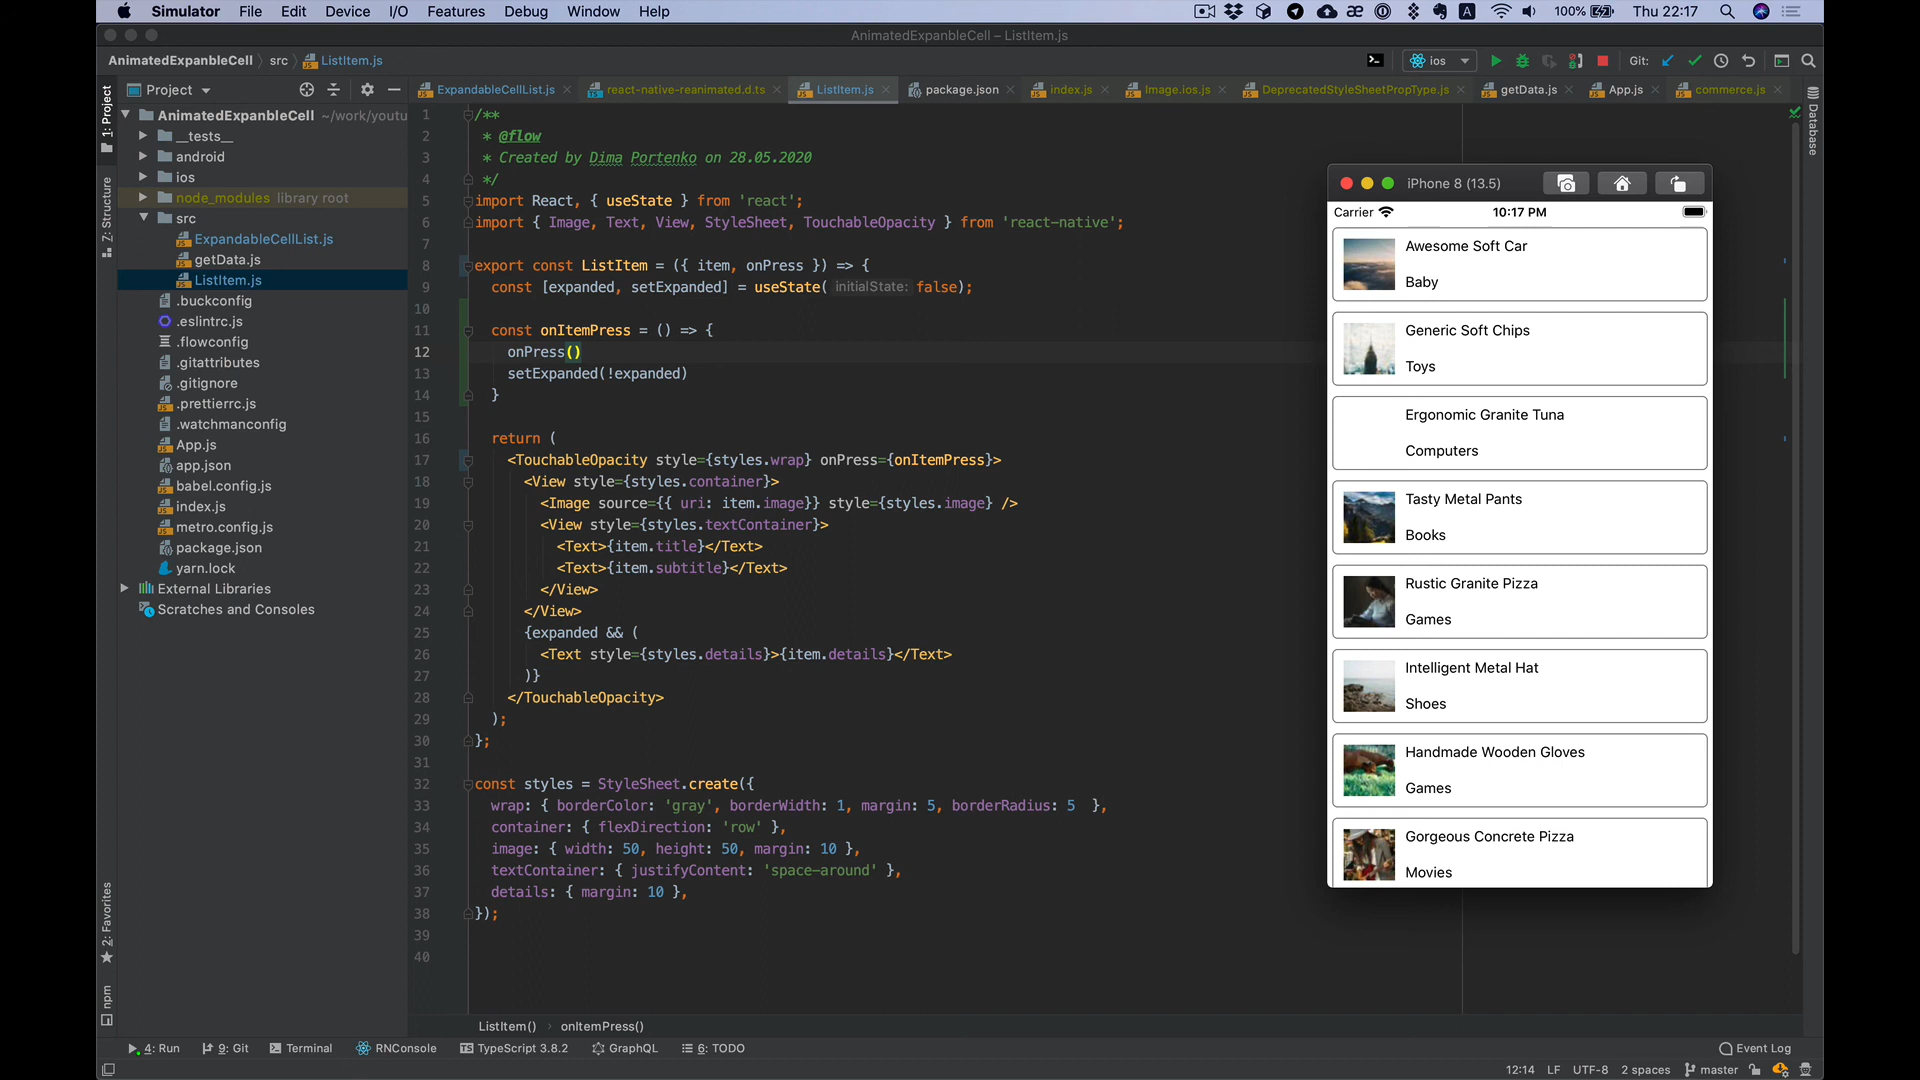 Simulator File Edit Device I/O Features Debug Window Help 100% Thu 22:17
AnimatedExpanbleCell – ListItem.js
AnimatedExpanbleCell src ListItem.js ios Git:
Project
ExpandableCellList.js react-native-reanimated.d.ts ListItem.js package.json index.js Image.ios.js DeprecatedStyleSheetPropType.js getData.js App.js commerce.js
1: Project
Z: Structure
2: Favorites
npm
Database
AnimatedExpanbleCell ~/work/youtu
__tests__
android
ios
node_modules library root
src
ExpandableCellList.js
getData.js
ListItem.js
.buckconfig
.eslintrc.js
.flowconfig
.gitattributes
.gitignore
.prettierrc.js
.watchmanconfig
App.js
app.json
babel.config.js
index.js
metro.config.js
package.json
yarn.lock
External Libraries
Scratches and Consoles
1 /**
2 * @flow
3 * Created by Dima Portenko on 28.05.2020
4 */
5 import React, { useState } from 'react';
6 import { Image, Text, View, StyleSheet, TouchableOpacity } from 'react-native';
7
8 export const ListItem = ({ item, onPress }) => {
9 const [expanded, setExpanded] = useState( initialState: false);
10
11 const onItemPress = () => {
12 onPress()
13 setExpanded(!expanded)
14 }
15
16 return (
17 <TouchableOpacity style={styles.wrap} onPress={onItemPress}>
18 <View style={styles.container}>
19 <Image source={{ uri: item.image}} style={styles.image} />
20 <View style={styles.textContainer}>
21 <Text>{item.title}</Text>
22 <Text>{item.subtitle}</Text>
23 </View>
24 </View>
25 {expanded && (
26 <Text style={styles.details}>{item.details}</Text>
27 )}
28 </TouchableOpacity>
29 );
30 };
31
32 const styles = StyleSheet.create({
33 wrap: { borderColor: 'gray', borderWidth: 1, margin: 5, borderRadius: 5 },
34 container: { flexDirection: 'row' },
35 image: { width: 50, height: 50, margin: 10 },
36 textContainer: { justifyContent: 'space-around' },
37 details: { margin: 10 },
38 });
39
40
iPhone 8 (13.5)
Carrier 10:17 PM
Awesome Soft Car
Baby
Generic Soft Chips
Toys
Ergonomic Granite Tuna
Computers
Tasty Metal Pants
Books
Rustic Granite Pizza
Games
Intelligent Metal Hat
Shoes
Handmade Wooden Gloves
Games
Gorgeous Concrete Pizza
Movies
ListItem() › onItemPress()
4: Run 9: Git Terminal RNConsole TypeScript 3.8.2 GraphQL 6: TODO Event Log
12:14 LF UTF-8 2 spaces master